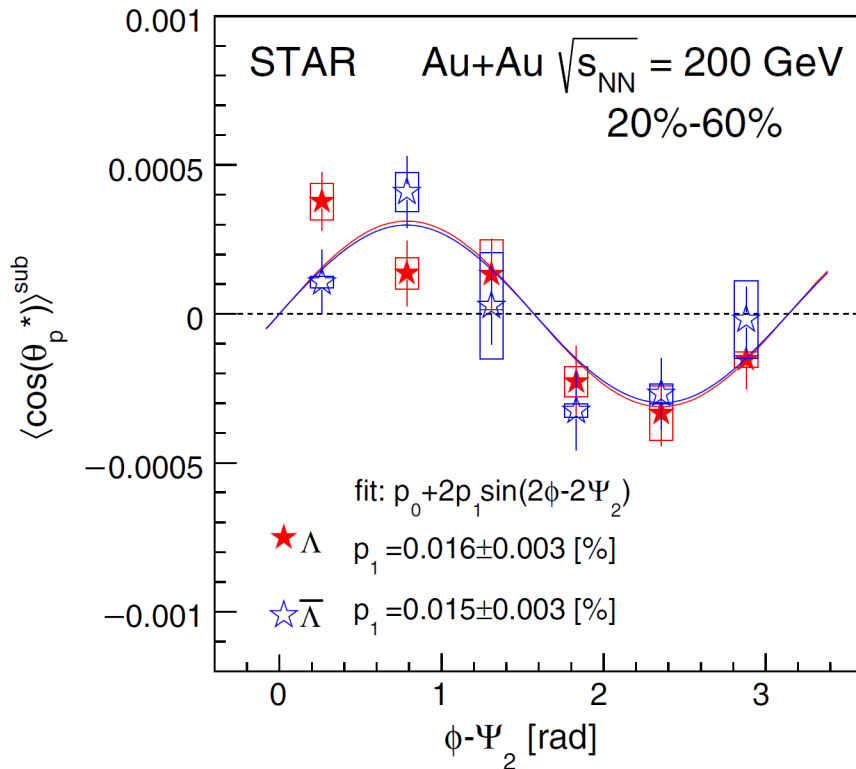 0.001
STAR Au+Au √s_NN = 200 GeV
20%-60%
0.0005
0
−0.0005
−0.001
⟨cos(θ_p*)⟩^sub
fit: p_0+2p_1sin(2ϕ-2Ψ_2)
Λ p_1=0.016±0.003 [%]
Λ̅ p_1=0.015±0.003 [%]
0 1 2 3
ϕ-Ψ_2 [rad]